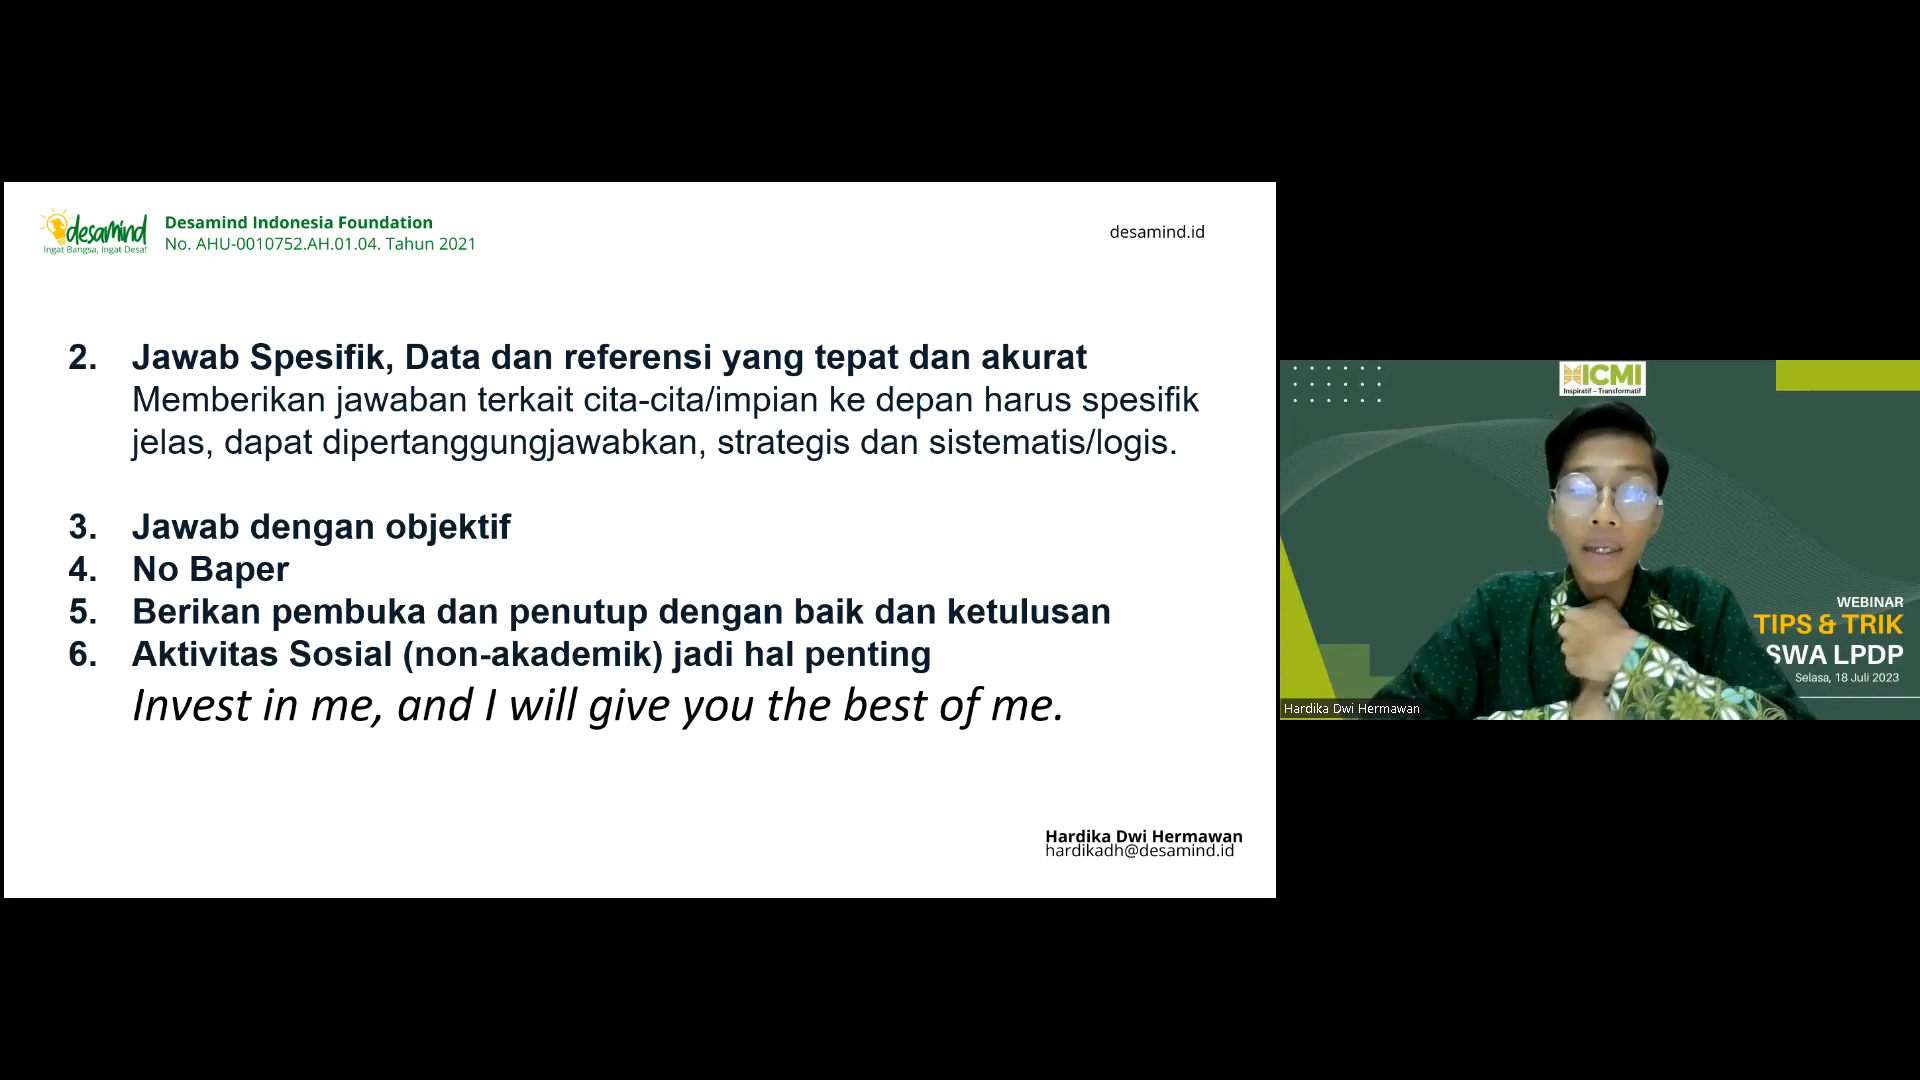 desamind
Ingat Bangsa, Ingat Desa!
Desamind Indonesia Foundation
No. AHU-0010752.AH.01.04. Tahun 2021
desamind.id
2. Jawab Spesifik, Data dan referensi yang tepat dan akurat
Memberikan jawaban terkait cita-cita/impian ke depan harus spesifik
jelas, dapat dipertanggungjawabkan, strategis dan sistematis/logis.
3. Jawab dengan objektif
4. No Baper
5. Berikan pembuka dan penutup dengan baik dan ketulusan
6. Aktivitas Sosial (non-akademik) jadi hal penting
Invest in me, and I will give you the best of me.
Hardika Dwi Hermawan
hardikadh@desamind.id
ICMI
Inspiratif – Transformatif
WEBINAR
TIPS & TRIK
SWA LPDP
Selasa, 18 Juli 2023
Hardika Dwi Hermawan